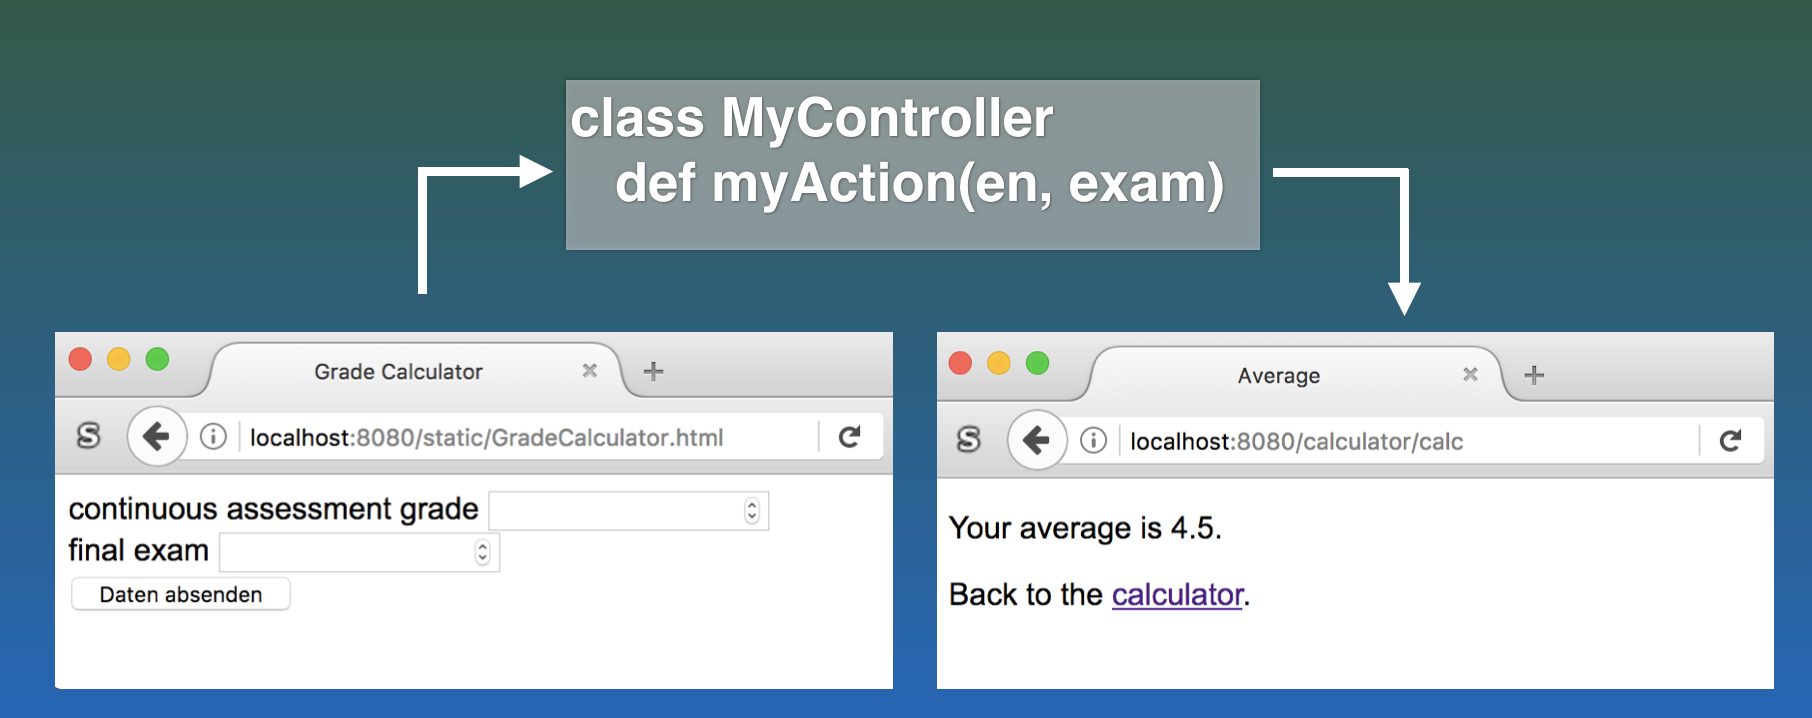 class MyController
def myAction(en, exam)
Grade Calculator
S localhost:8080/static/GradeCalculator.html
continuous assessment grade
final exam
Daten absenden
Average
S localhost:8080/calculator/calc
Your average is 4.5.
Back to the calculator.